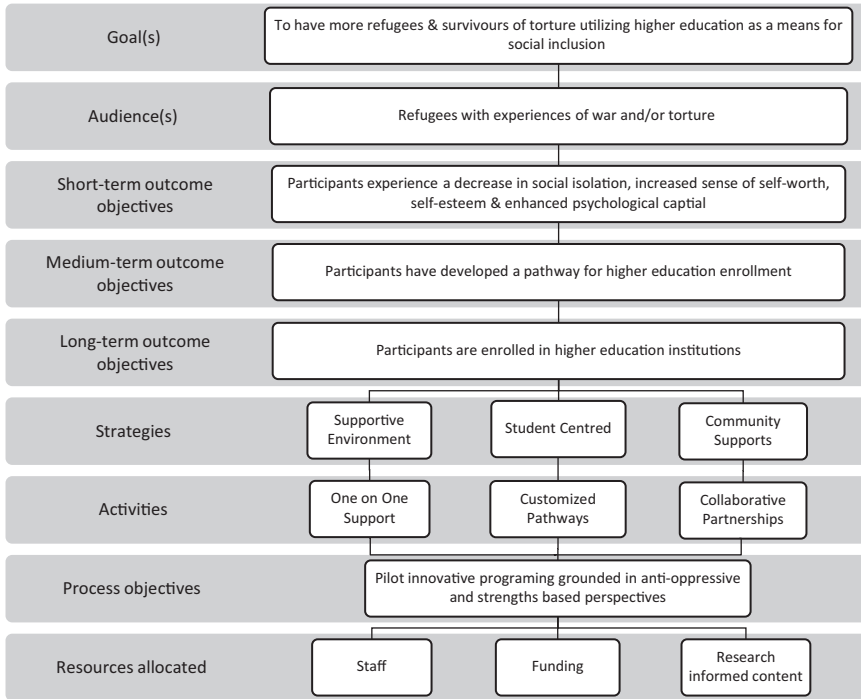 Goal(s)
To have more refugees & survivours of torture utilizing higher education as a means for
social inclusion
Audience(s)
Refugees with experiences of war and/or torture
Short-term outcome
objectives
Participants experience a decrease in social isolation, increased sense of self-worth,
self-esteem & enhanced psychological captial
Medium-term outcome
objectives
Participants have developed a pathway for higher education enrollment
Long-term outcome
objectives
Participants are enrolled in higher education institutions
Strategies
Supportive
Environment
Student Centred
Community
Supports
Activities
One on One
Support
Customized
Pathways
Collaborative
Partnerships
Process objectives
Pilot innovative programing grounded in anti-oppressive
and strengths based perspectives
Resources allocated
Staff
Funding
Research
informed content